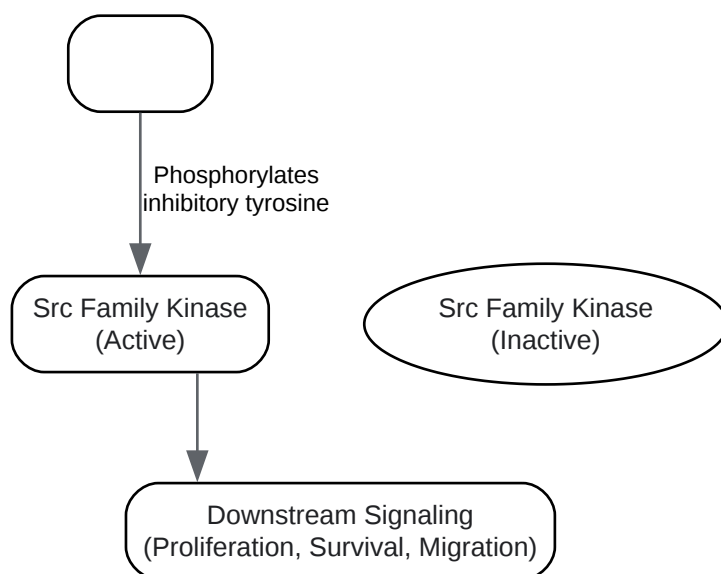 Phosphorylates
inhibitory tyrosine
Src Family Kinase
(Active)
Src Family Kinase
(Inactive)
Downstream Signaling
(Proliferation, Survival, Migration)